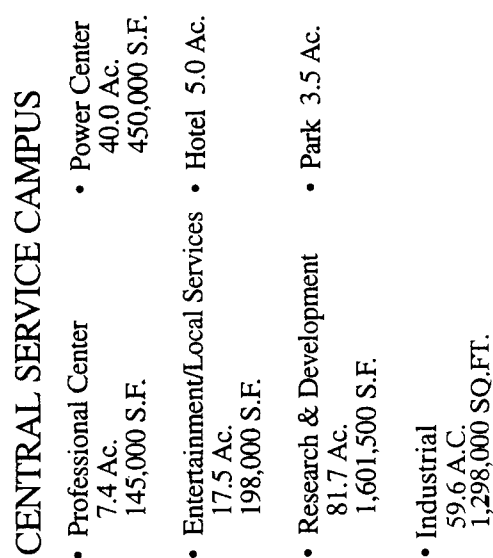 CENTRAL SERVICE CAMPUS
• Professional Center
7.4 Ac.
145,000 S.F.
• Power Center
40.0 Ac.
450,000 S.F.
• Entertainment/Local Services
17.5 Ac.
198,000 S.F.
• Hotel 5.0 Ac.
• Research & Development
81.7 Ac.
1,601,500 S.F.
• Park 3.5 Ac.
• Industrial
59.6 A.C.
1,298,000 SQ.FT.